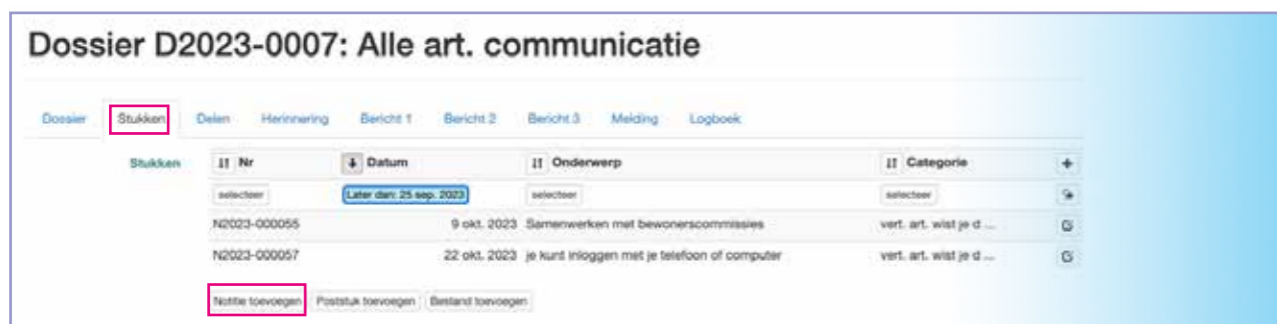 Dossier D2023-0007: Alle art. communicatie
Dossier Stukken Delen Herinnering Bericht 1 Bericht 2 Bericht 3 Melding Logboek
Stukken Nr Datum Onderwerp Categorie
selecteer Later dan: 25 sep. 2023 selecteer selecteer
N2023-000055 9 okt. 2023 Samenwerken met bewonerscommissies vert. art. wist je d ...
N2023-000057 22 okt. 2023 je kunt inloggen met je telefoon of computer vert. art. wist je d ...
Notitie toevoegen Poststuk toevoegen Bestand toevoegen